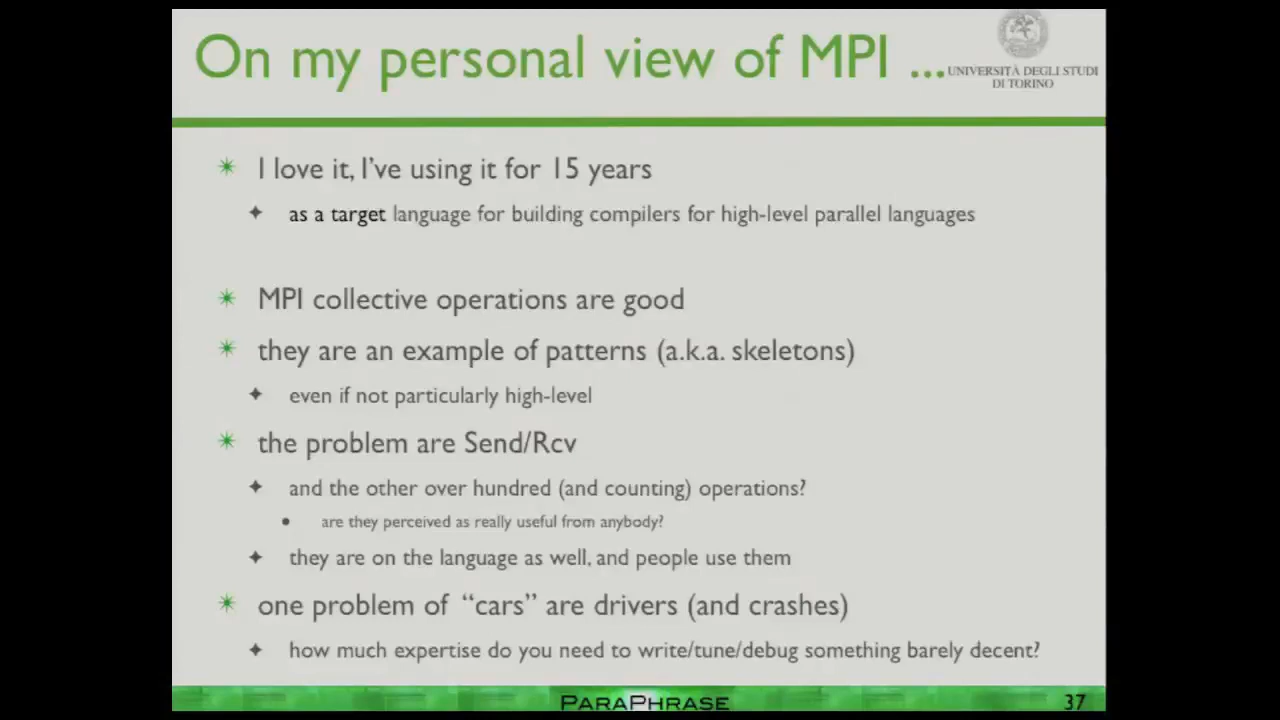 On my personal view of MPI ...
UNIVERSITÀ DEGLI STUDI
DI TORINO
I love it, I've using it for 15 years
as a target language for building compilers for high-level parallel languages
MPI collective operations are good
they are an example of patterns (a.k.a. skeletons)
even if not particularly high-level
the problem are Send/Rcv
and the other over hundred (and counting) operations?
are they perceived as really useful from anybody?
they are on the language as well, and people use them
one problem of “cars” are drivers (and crashes)
how much expertise do you need to write/tune/debug something barely decent?
PARAPHRASE
37